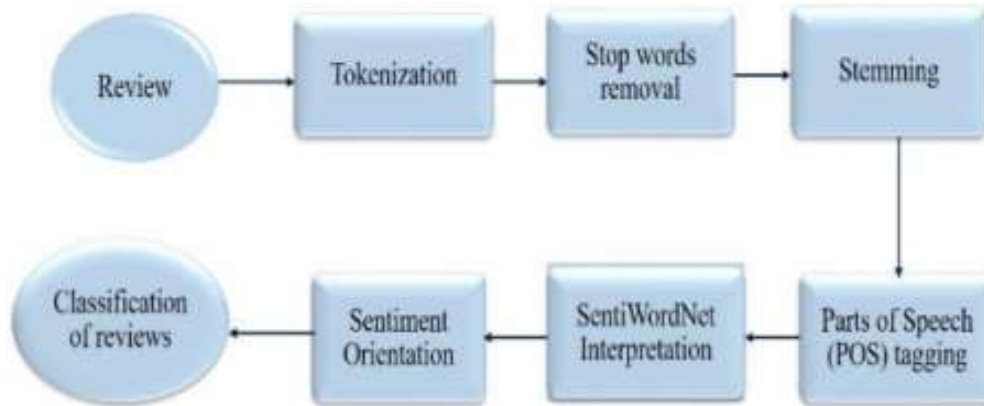 Review
Tokenization
Stop words
removal
Stemming
Parts of Speech
(POS) tagging
SentiWordNet
Interpretation
Sentiment
Orientation
Classification
of reviews